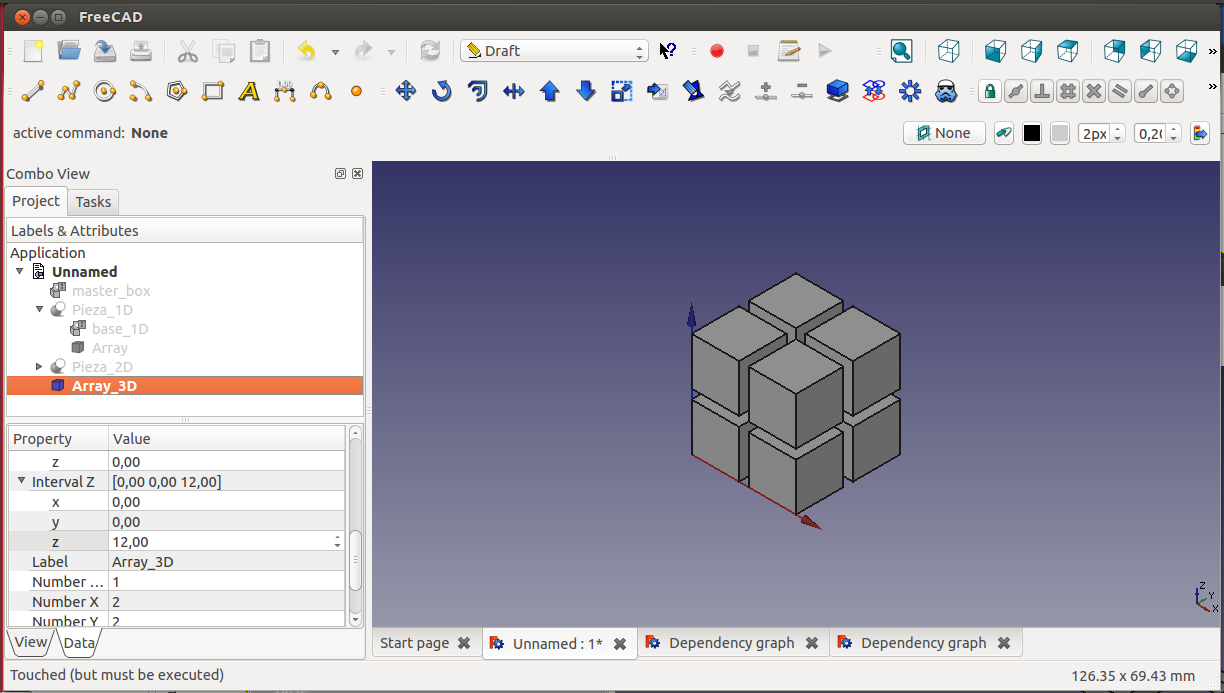 FreeCAD
Draft
active command: None
None
2px
0,20
Combo View
Project
Tasks
Labels & Attributes
Application
Unnamed
master_box
Pieza_1D
base_1D
Array
Pieza_2D
Array_3D
Property Value
z 0,00
Interval Z [0,00 0,00 12,00]
x 0,00
y 0,00
z 12,00
Label Array_3D
Number ... 1
Number X 2
Number Y 2
View Data
Z
Y
X
Start page
Unnamed : 1*
Dependency graph
Dependency graph
Touched (but must be executed)
126.35 x 69.43 mm